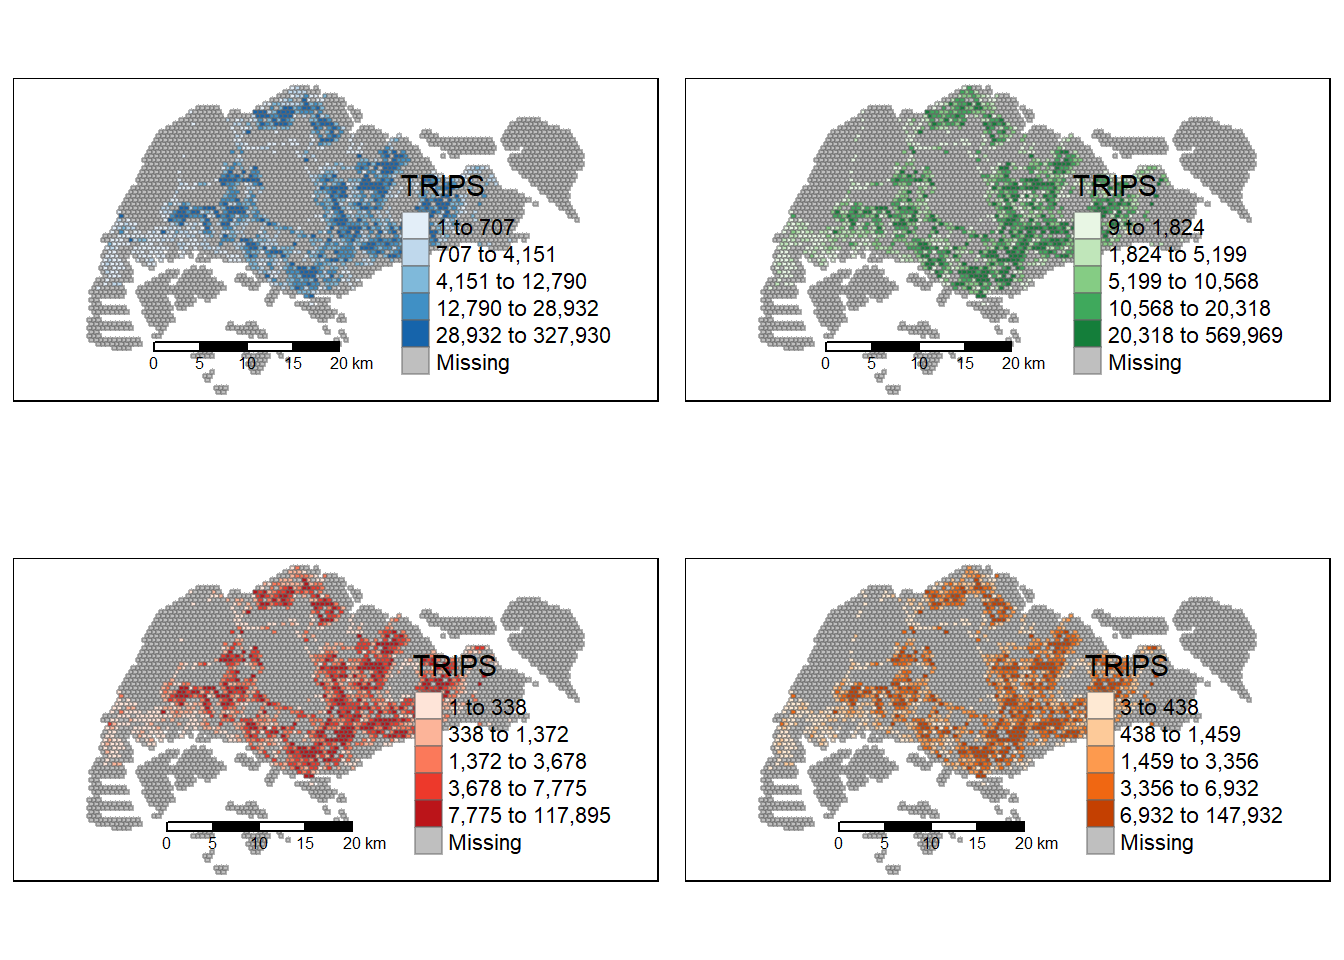 TRIPS
1 to 707
707 to 4,151
4,151 to 12,790
12,790 to 28,932
28,932 to 327,930
Missing
0 5 10 15 20 km
TRIPS
9 to 1,824
1,824 to 5,199
5,199 to 10,568
10,568 to 20,318
20,318 to 569,969
Missing
0 5 10 15 20 km
TRIPS
1 to 338
338 to 1,372
1,372 to 3,678
3,678 to 7,775
7,775 to 117,895
Missing
0 5 10 15 20 km
TRIPS
3 to 438
438 to 1,459
1,459 to 3,356
3,356 to 6,932
6,932 to 147,932
Missing
0 5 10 15 20 km